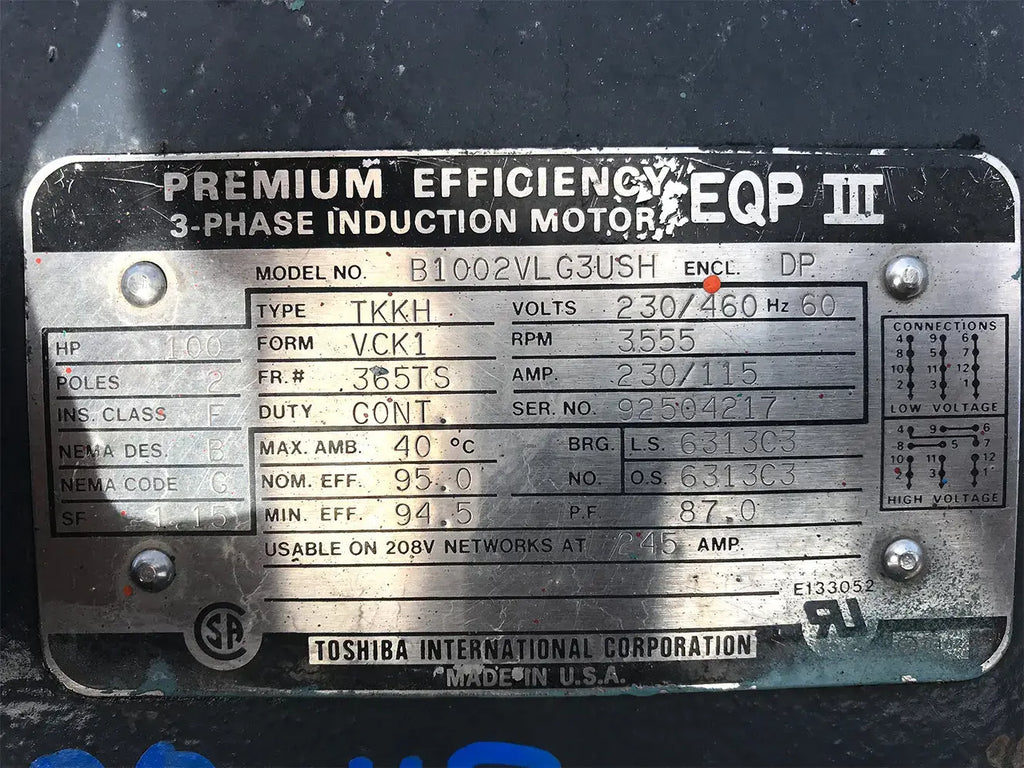 PREMIUM EFFICIENCY EQP III
3-PHASE INDUCTION MOTOR
MODEL NO. B1002VLG3USH ENCL. DP
TYPE TKKH VOLTS 230/460 Hz 60
HP 100 FORM VCK1 RPM 3555
POLES 2 FR.# 365TS AMP. 230/115
INS. CLASS F DUTY CONT. SER. NO. 92504217
NEMA DES. B MAX. AMB. 40 °C BRG. L.S. 6313C3
NEMA CODE G NOM. EFF. 95.0 NO. O.S. 6313C3
SF 1.15 MIN. EFF. 94.5 P.F 87.0
USABLE ON 208V NETWORKS AT 245 AMP.
CONNECTIONS
4 9 6
8 5 7
10 11 12
2 3 1
LOW VOLTAGE
4 9 6
8 5 7
10 11 12
2 3 1
HIGH VOLTAGE
E133052
SA
RU
TOSHIBA INTERNATIONAL CORPORATION
MADE IN U.S.A.